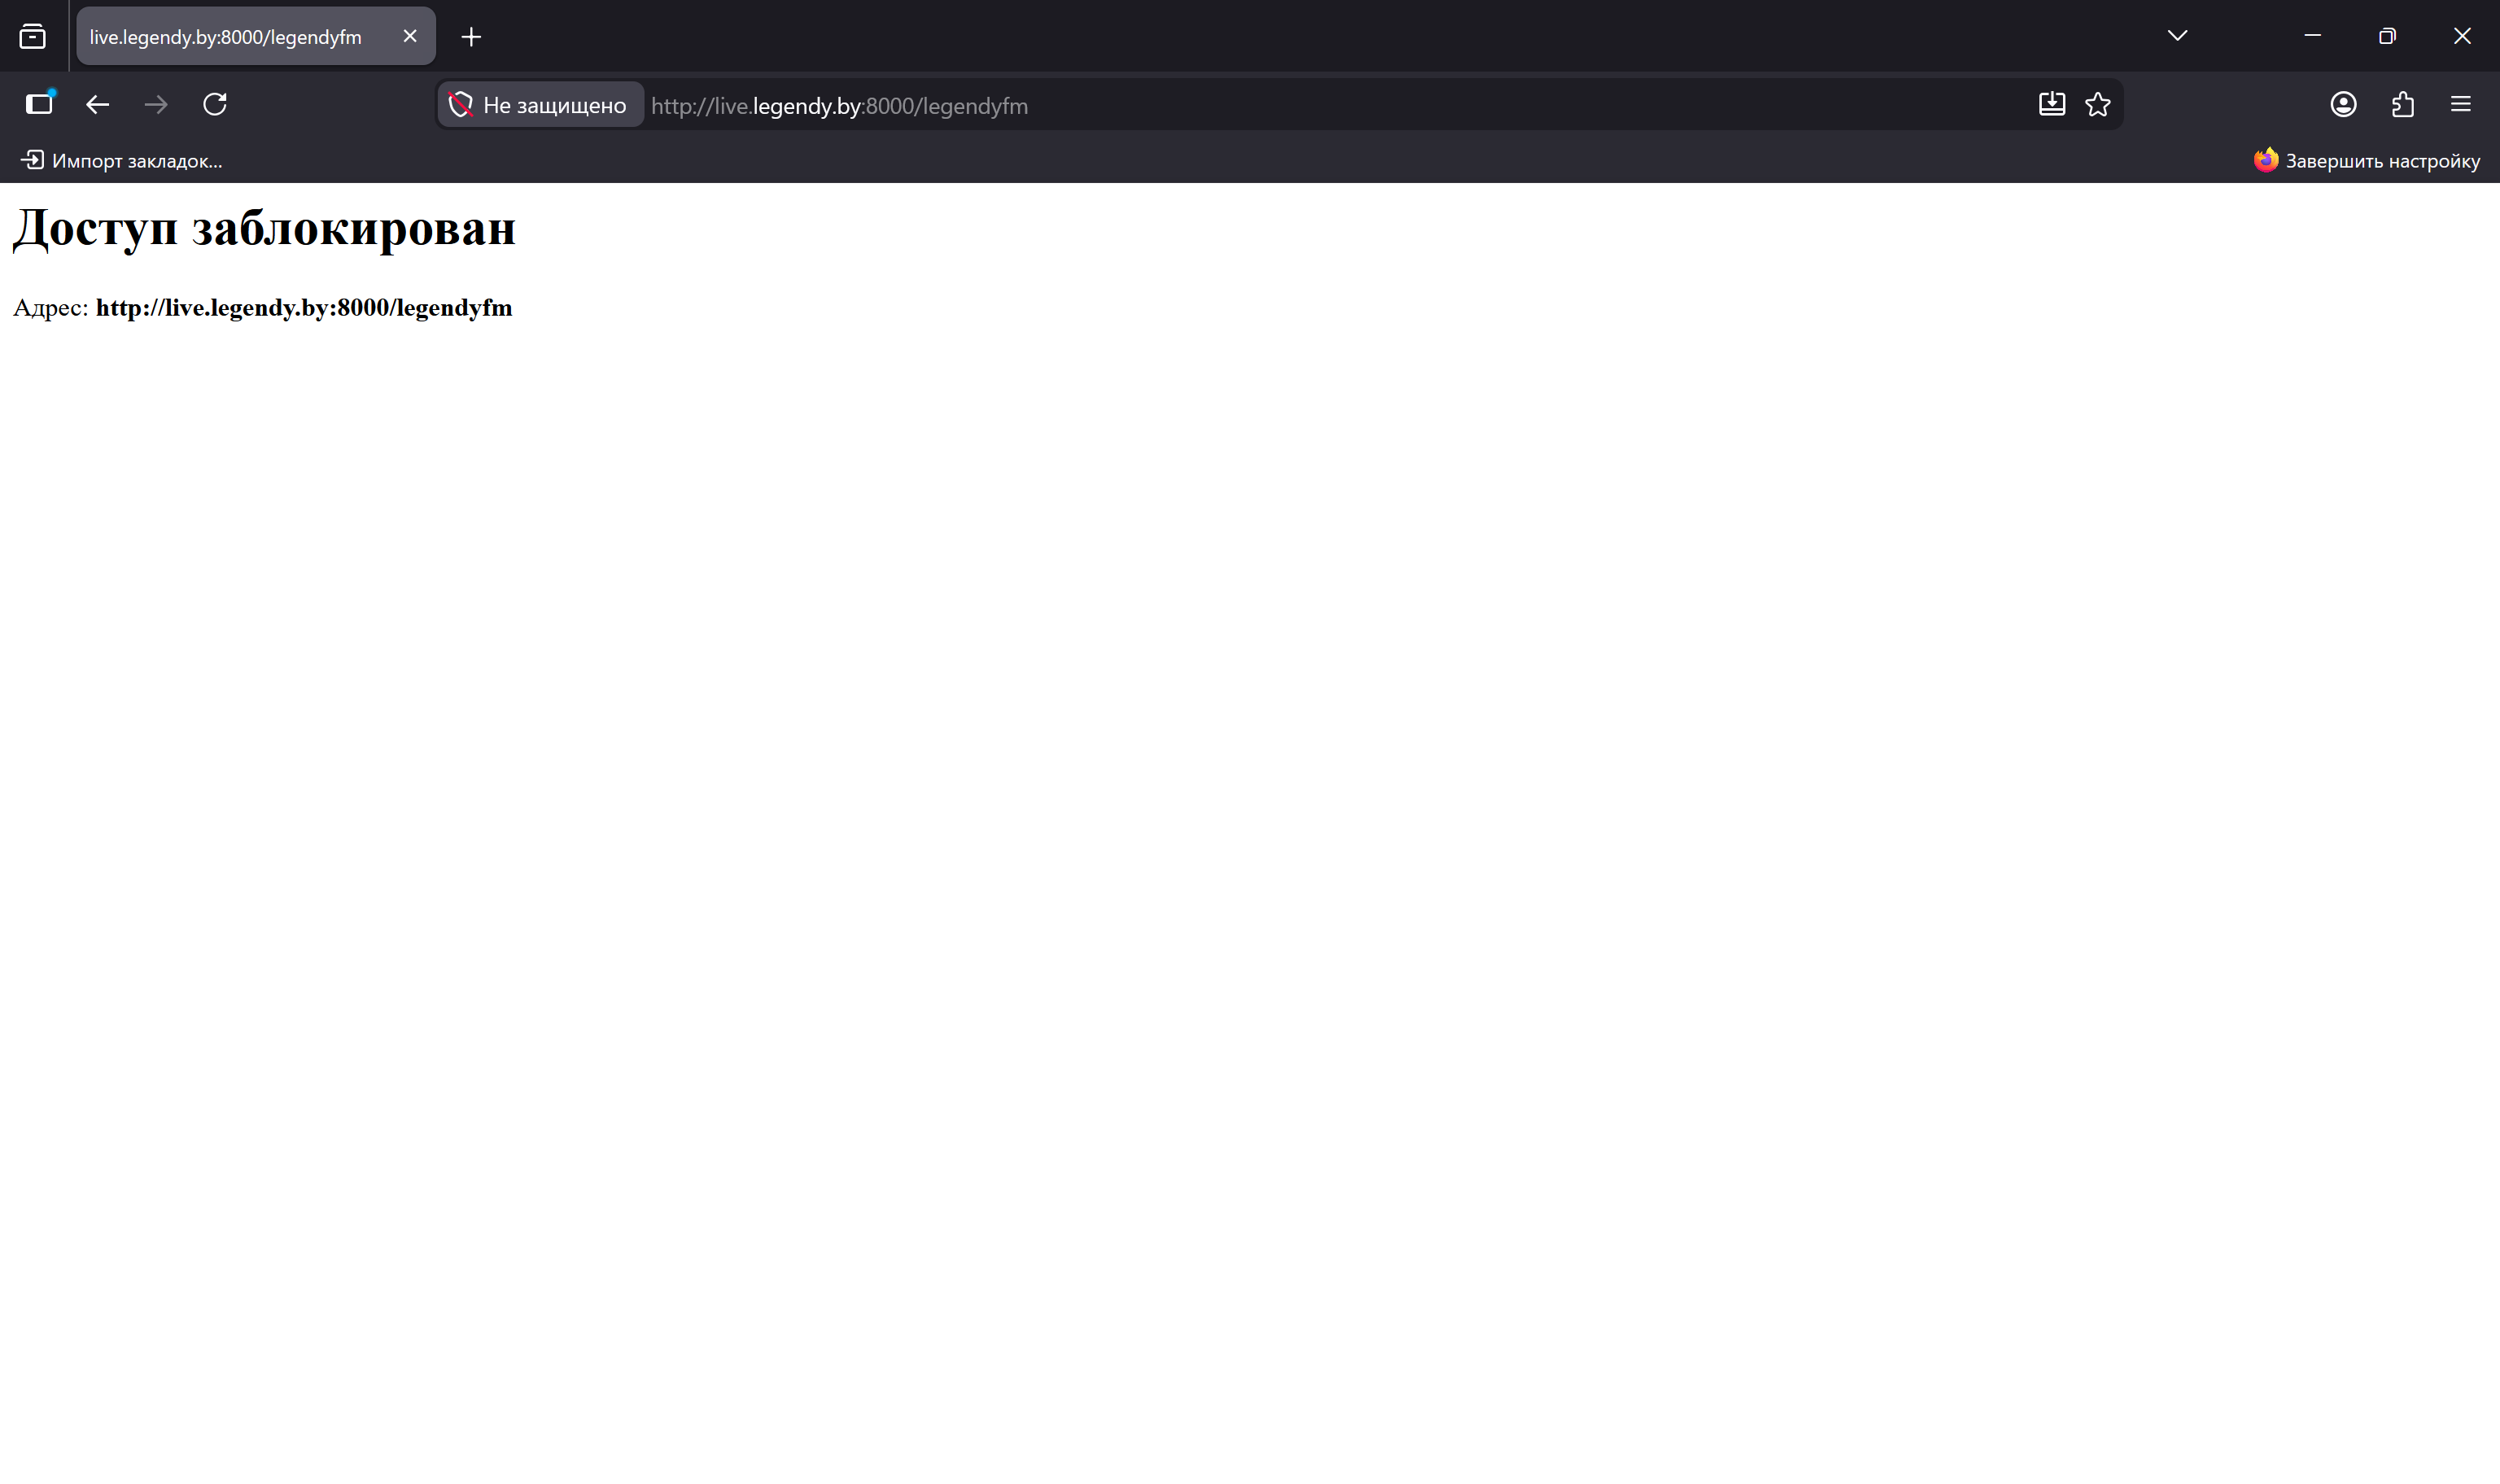 live.legendy.by:8000/legendyfm
Не защищено http://live.legendy.by:8000/legendyfm
Импорт закладок... Завершить настройку
Доступ заблокирован
Адрес: http://live.legendy.by:8000/legendyfm